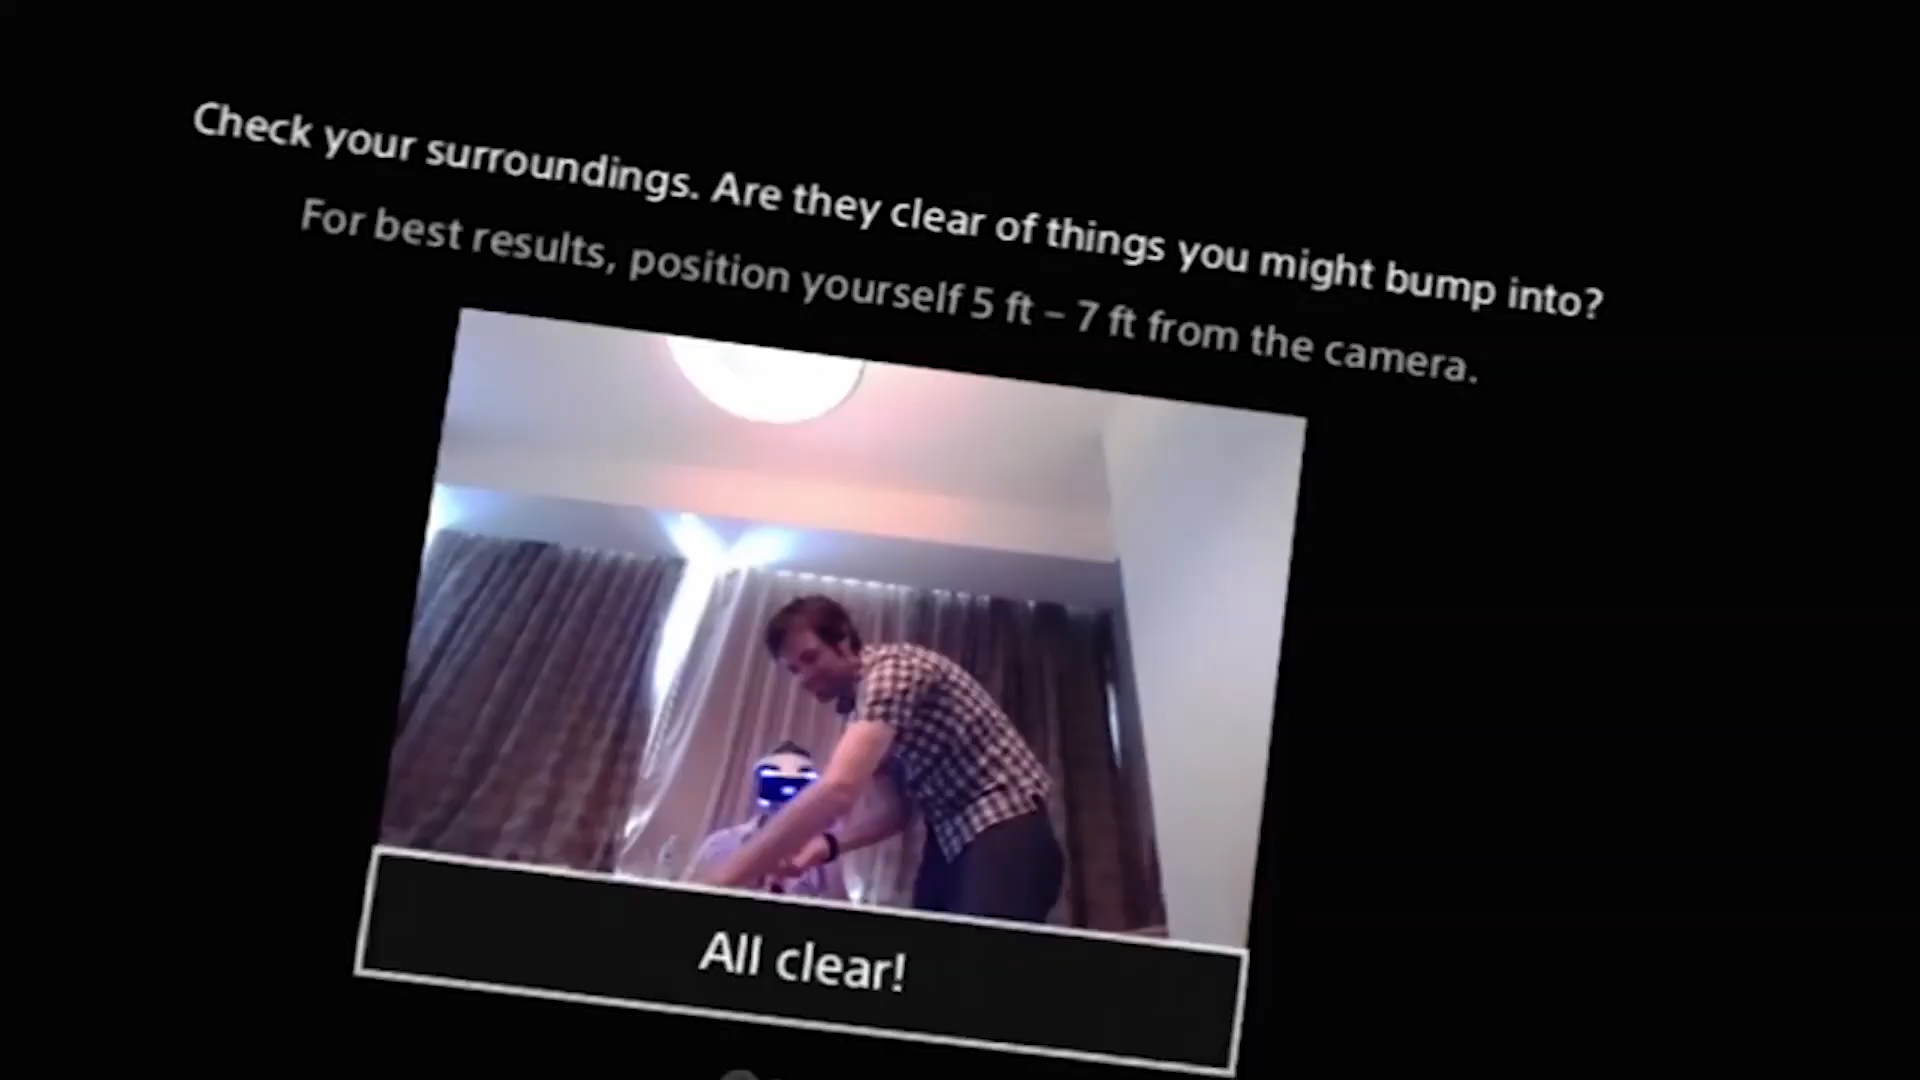 Check your surroundings. Are they clear of things you might bump into?
For best results, position yourself 5 ft – 7 ft from the camera.
All clear!